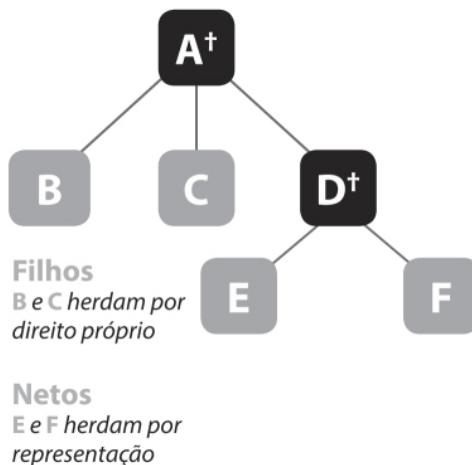 A†
B
C
D†
E
F
Filhos
B e C herdam por
direito próprio
Netos
E e F herdam por
representação